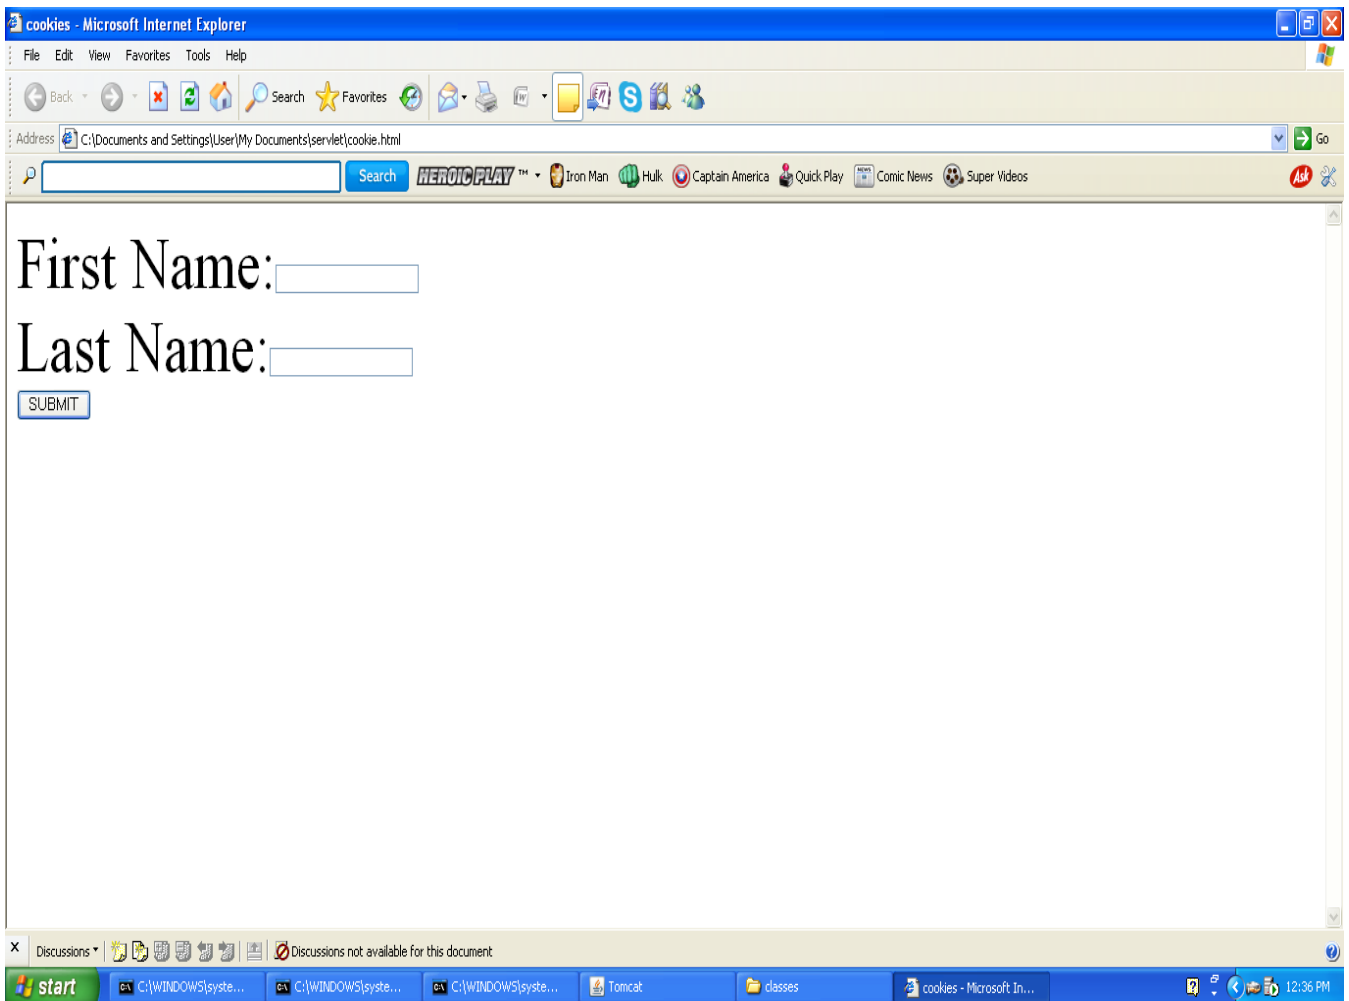 cookies - Microsoft Internet Explorer
File Edit View Favorites Tools Help
Back Search Favorites
Address C:\Documents and Settings\User\My Documents\servlet\cookie.html Go
Search HEROIC PLAY ™ Iron Man Hulk Captain America Quick Play Comic News Super Videos Ask
First Name:
Last Name:
SUBMIT
x Discussions Discussions not available for this document
start C:\WINDOWS\syste... C:\WINDOWS\syste... C:\WINDOWS\syste... Tomcat classes cookies - Microsoft In... 12:36 PM